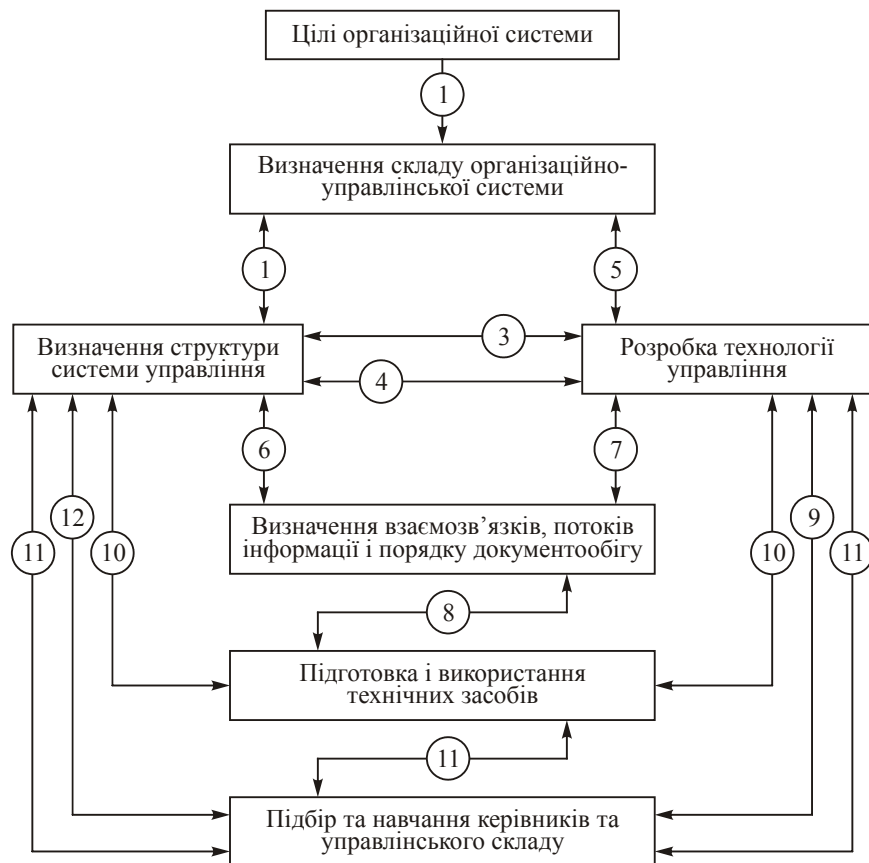 Цілі організаційної системи
1
Визначення складу організаційно-
управлінської системи
1
5
Визначення структури
системи управління
3
4
Розробка технології
управління
6
7
Визначення взаємозв’язків, потоків
інформації і порядку документообігу
11
12
10
8
10
9
11
Підготовка і використання
технічних засобів
11
Підбір та навчання керівників та
управлінського складу